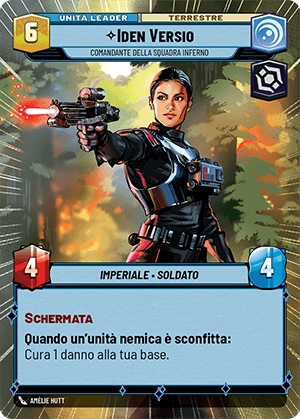 UNITÀ LEADER
TERRESTRE
6
IDEN VERSIO
COMANDANTE DELLA SQUADRA INFERNO
4
IMPERIALE • SOLDATO
4
SCHERMATA
Quando un'unità nemica è sconfitta:
Cura 1 danno alla tua base.
AMÉLIE HUTT